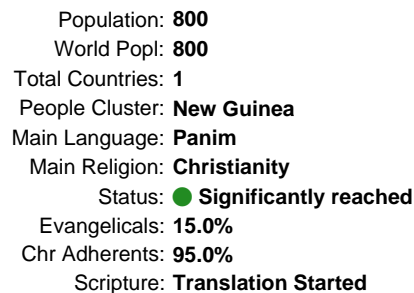 Population: 800
World Popl: 800
Total Countries: 1
People Cluster: New Guinea
Main Language: Panim
Main Religion: Christianity
Status: Significantly reached
Evangelicals: 15.0%
Chr Adherents: 95.0%
Scripture: Translation Started